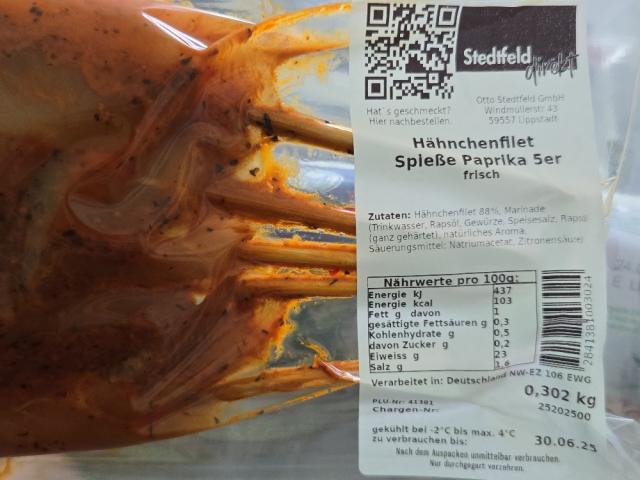 Stedtfeld
direkt
Hat´s geschmeckt?
Hier nachbestellen.
Otto Stedtfeld GmbH
Windmüllerstr 43
59557 Lippstadt
Hähnchenfilet
Spieße Paprika 5er
frisch
Zutaten: Hähnchenfilet 88%, Marinade
(Trinkwasser, Rapsöl, Gewürze, Speisesalz, Rapsöl
(ganz gehärtet), natürliches Aroma,
Säuerungsmittel: Natriumacetat, Zitronensäure)
Nährwerte pro 100g:
Energie kJ 437
Energie kcal 103
Fett g davon 1
gesättigte Fettsäuren g 0,3
Kohlenhydrate g 0,5
davon Zucker g 0,2
Eiweiss g 23
Salz g 1,6
2841381003024
Verarbeitet in: Deutschland NW-EZ 106 EWG
0,302 kg
PLU-Nr: 41381
Chargen-Nr: 25202500
gekühlt bei -2°C bis max. 4°C
zu verbrauchen bis: 30.06.25
Nach dem Auspacken unmittelbar verbrauchen.
Nur durchgegart verzehren.